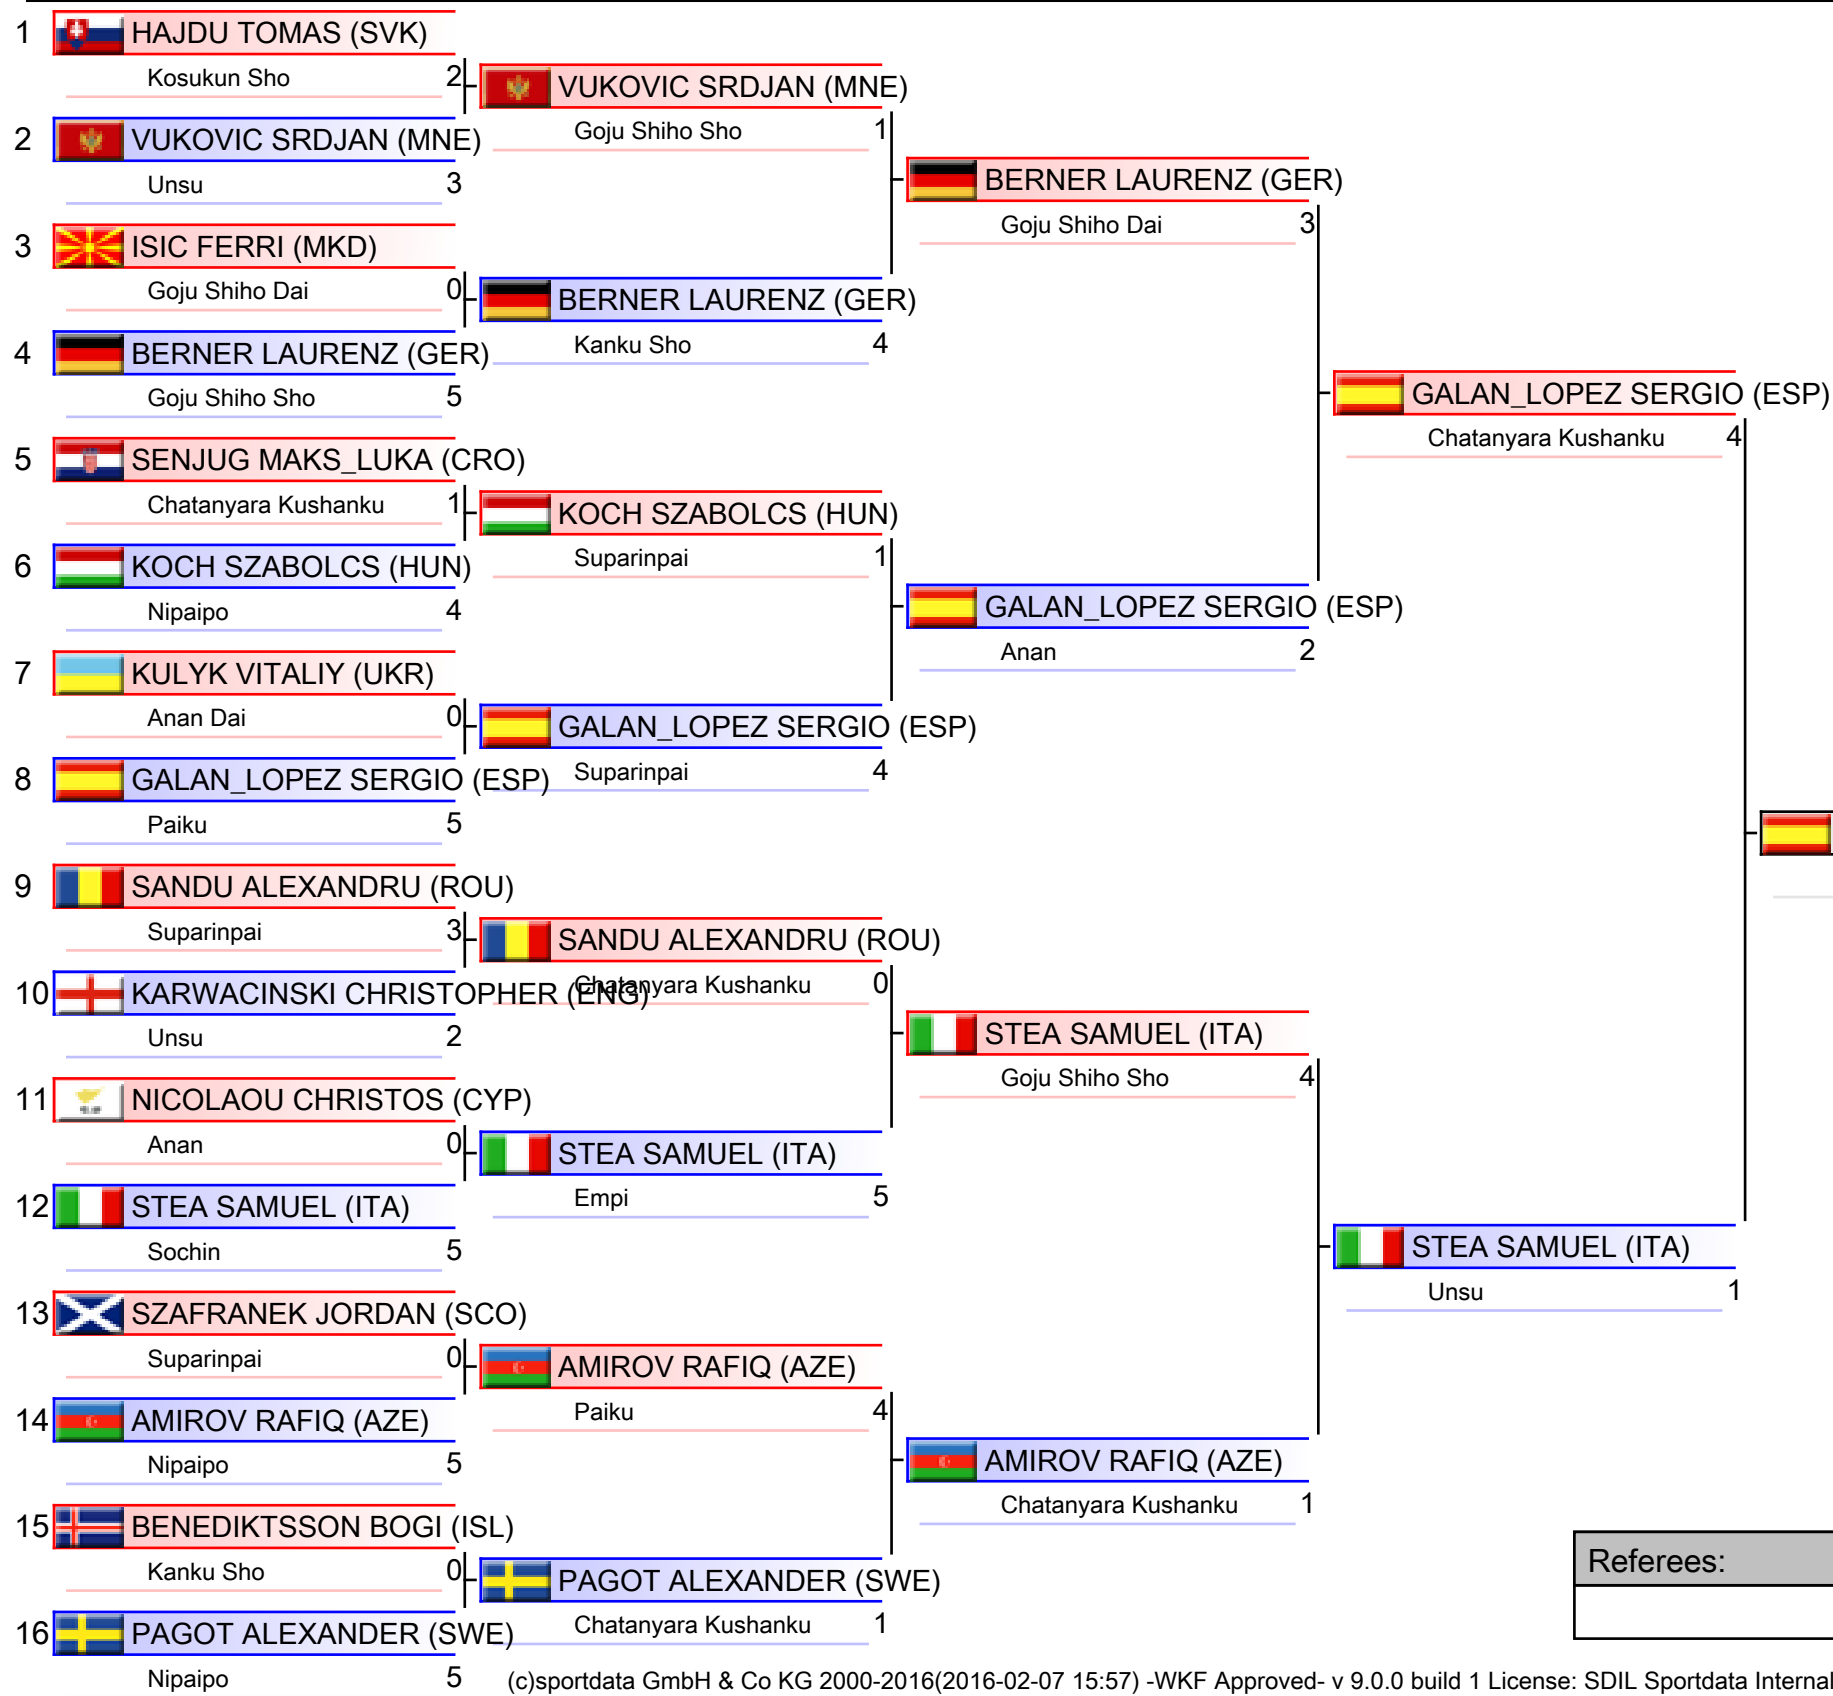 1 HAJDU TOMAS (SVK)
Kosukun Sho 2
2 VUKOVIC SRDJAN (MNE)
Unsu 3
3 ISIC FERRI (MKD)
Goju Shiho Dai 0
4 BERNER LAURENZ (GER)
Goju Shiho Sho 5
5 SENJUG MAKS_LUKA (CRO)
Chatanyara Kushanku 1
6 KOCH SZABOLCS (HUN)
Nipaipo 4
7 KULYK VITALIY (UKR)
Anan Dai 0
8 GALAN_LOPEZ SERGIO (ESP)
Paiku 5
9 SANDU ALEXANDRU (ROU)
Suparinpai 3
10 KARWACINSKI CHRISTOPHER (ENG)
Unsu 2
11 NICOLAOU CHRISTOS (CYP)
Anan 0
12 STEA SAMUEL (ITA)
Sochin 5
13 SZAFRANEK JORDAN (SCO)
Suparinpai 0
14 AMIROV RAFIQ (AZE)
Nipaipo 5
15 BENEDIKTSSON BOGI (ISL)
Kanku Sho 0
16 PAGOT ALEXANDER (SWE)
Nipaipo 5
VUKOVIC SRDJAN (MNE)
Goju Shiho Sho 1
BERNER LAURENZ (GER)
Kanku Sho 4
KOCH SZABOLCS (HUN)
Suparinpai 1
GALAN_LOPEZ SERGIO (ESP)
Suparinpai 4
SANDU ALEXANDRU (ROU)
Chatanyara Kushanku 0
STEA SAMUEL (ITA)
Empi 5
AMIROV RAFIQ (AZE)
Paiku 4
PAGOT ALEXANDER (SWE)
Chatanyara Kushanku 1
BERNER LAURENZ (GER)
Goju Shiho Dai 3
GALAN_LOPEZ SERGIO (ESP)
Anan 2
STEA SAMUEL (ITA)
Goju Shiho Sho 4
AMIROV RAFIQ (AZE)
Chatanyara Kushanku 1
GALAN_LOPEZ SERGIO (ESP)
Chatanyara Kushanku 4
STEA SAMUEL (ITA)
Unsu 1
Referees:
(c)sportdata GmbH & Co KG 2000-2016(2016-02-07 15:57) -WKF Approved- v 9.0.0 build 1 License: SDIL Sportdata Internal